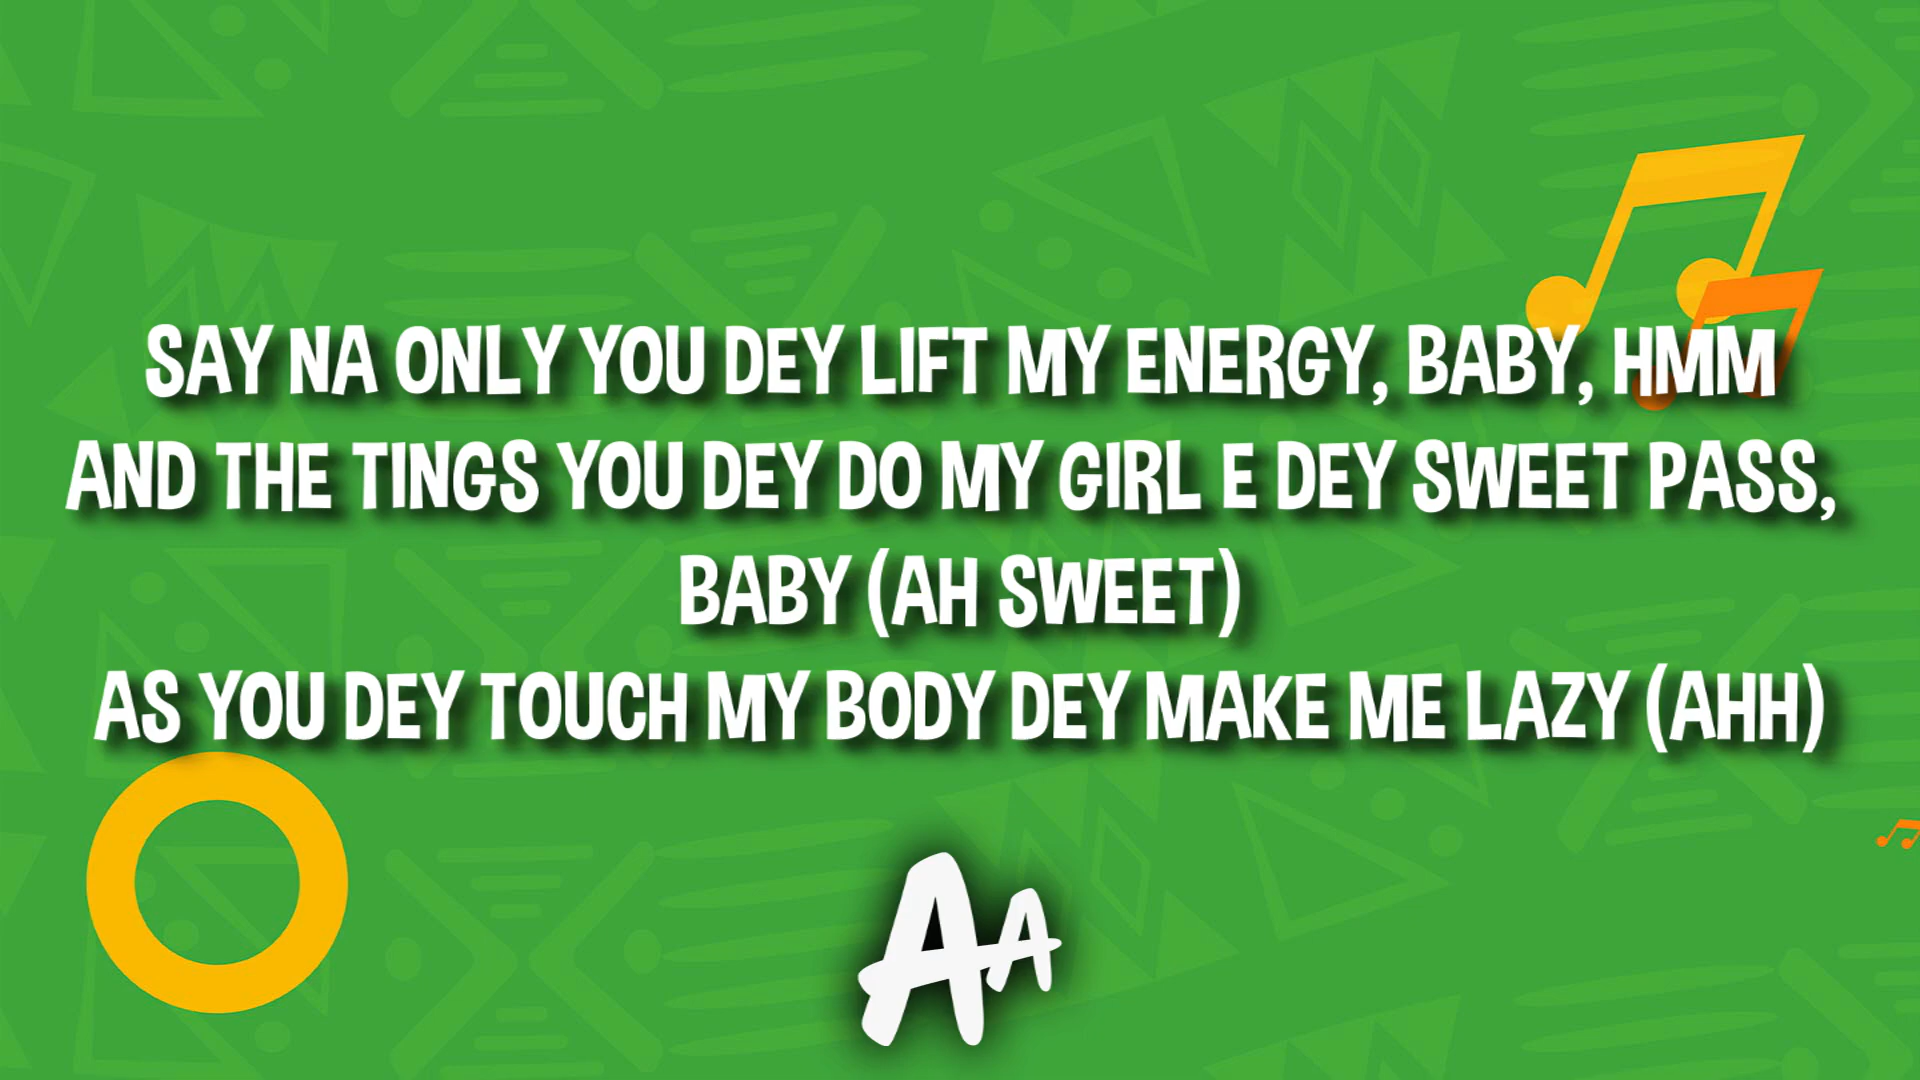 SAY NA ONLY YOU DEY LIFT MY ENERGY, BABY, HMM
AND THE TINGS YOU DEY DO MY GIRL E DEY SWEET PASS,
BABY (AH SWEET)
AS YOU DEY TOUCH MY BODY DEY MAKE ME LAZY (AHH)
AA